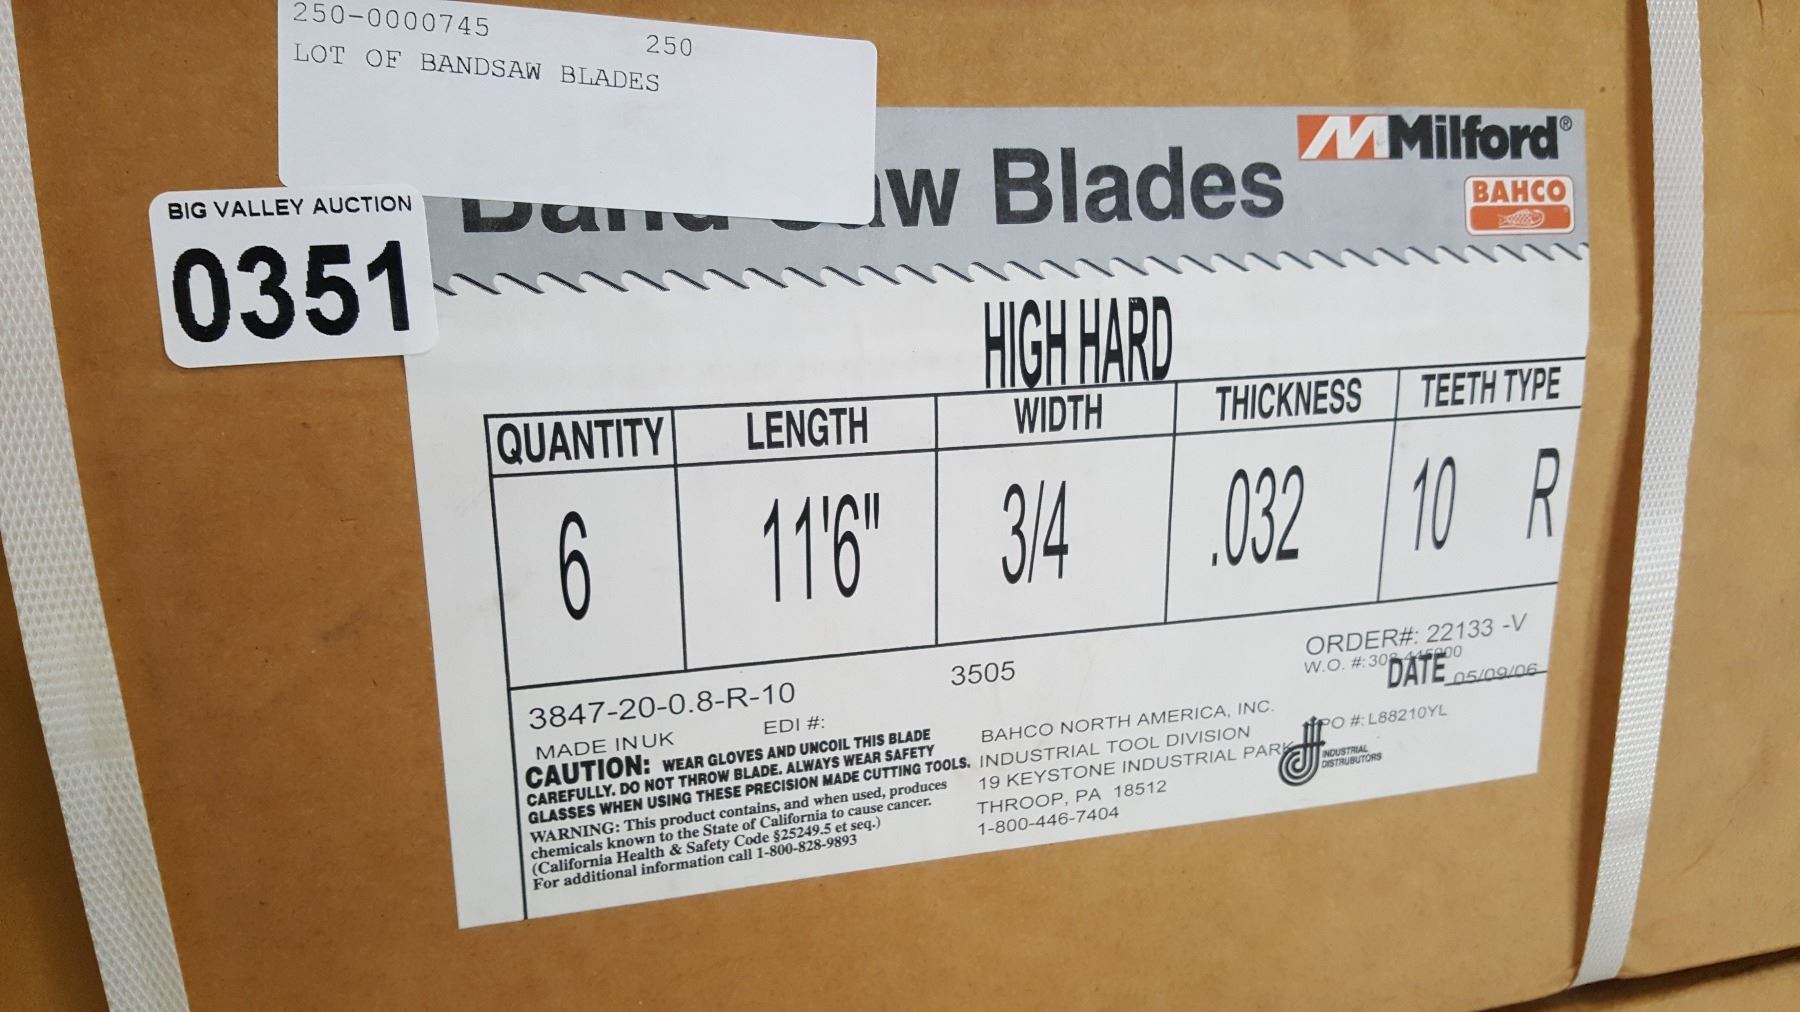 250-0000745 250
LOT OF BANDSAW BLADES
BIG VALLEY AUCTION
0351
Band Saw Blades
Milford®
BAHCO
HIGH HARD
QUANTITY LENGTH WIDTH THICKNESS TEETH TYPE
6 11'6" 3/4 .032 10 R
3847-20-0.8-R-10
3505
ORDER#: 22133 -V
W.O. #:
DATE 05/09/06
PO #: L88210YL
EDI #:
MADE IN UK
CAUTION: WEAR GLOVES AND UNCOIL THIS BLADE
CAREFULLY. DO NOT THROW BLADE. ALWAYS WEAR SAFETY
GLASSES WHEN USING THESE PRECISION MADE CUTTING TOOLS.
WARNING: This product contains, and when used, produces
chemicals known to the State of California to cause cancer.
(California Health & Safety Code §25249.5 et seq.)
For additional information call 1-800-828-9893
BAHCO NORTH AMERICA, INC.
INDUSTRIAL TOOL DIVISION
19 KEYSTONE INDUSTRIAL PARK
THROOP, PA 18512
1-800-446-7404
INDUSTRIAL
DISTRUBUTORS